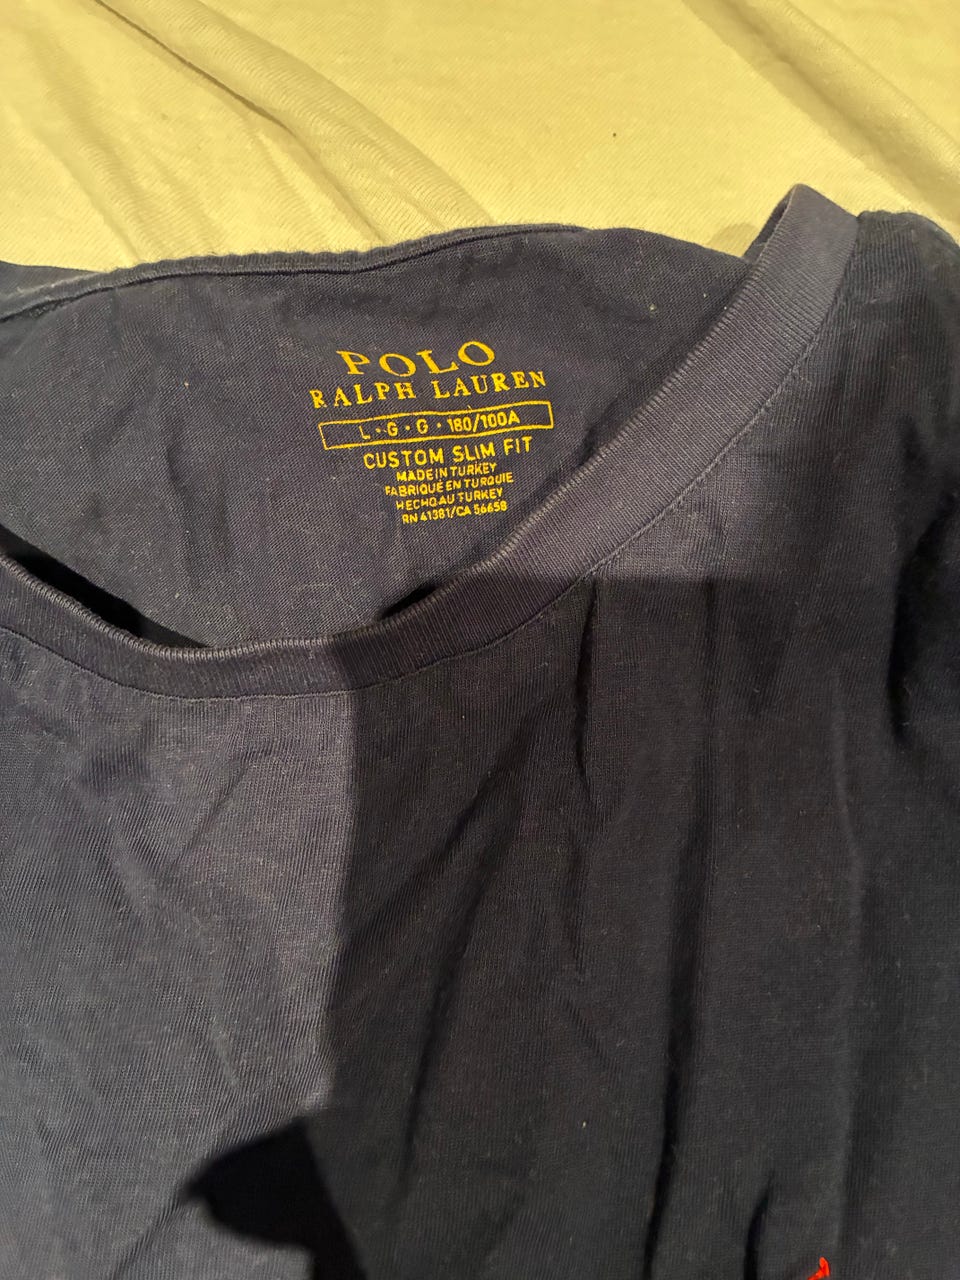 POLO
RALPH LAUREN
L · G · G · 180/100A
CUSTOM SLIM FIT
MADE IN TURKEY
FABRIQUÉ EN TURQUIE
HECHO AU TURKEY
RN 41381/CA 56658